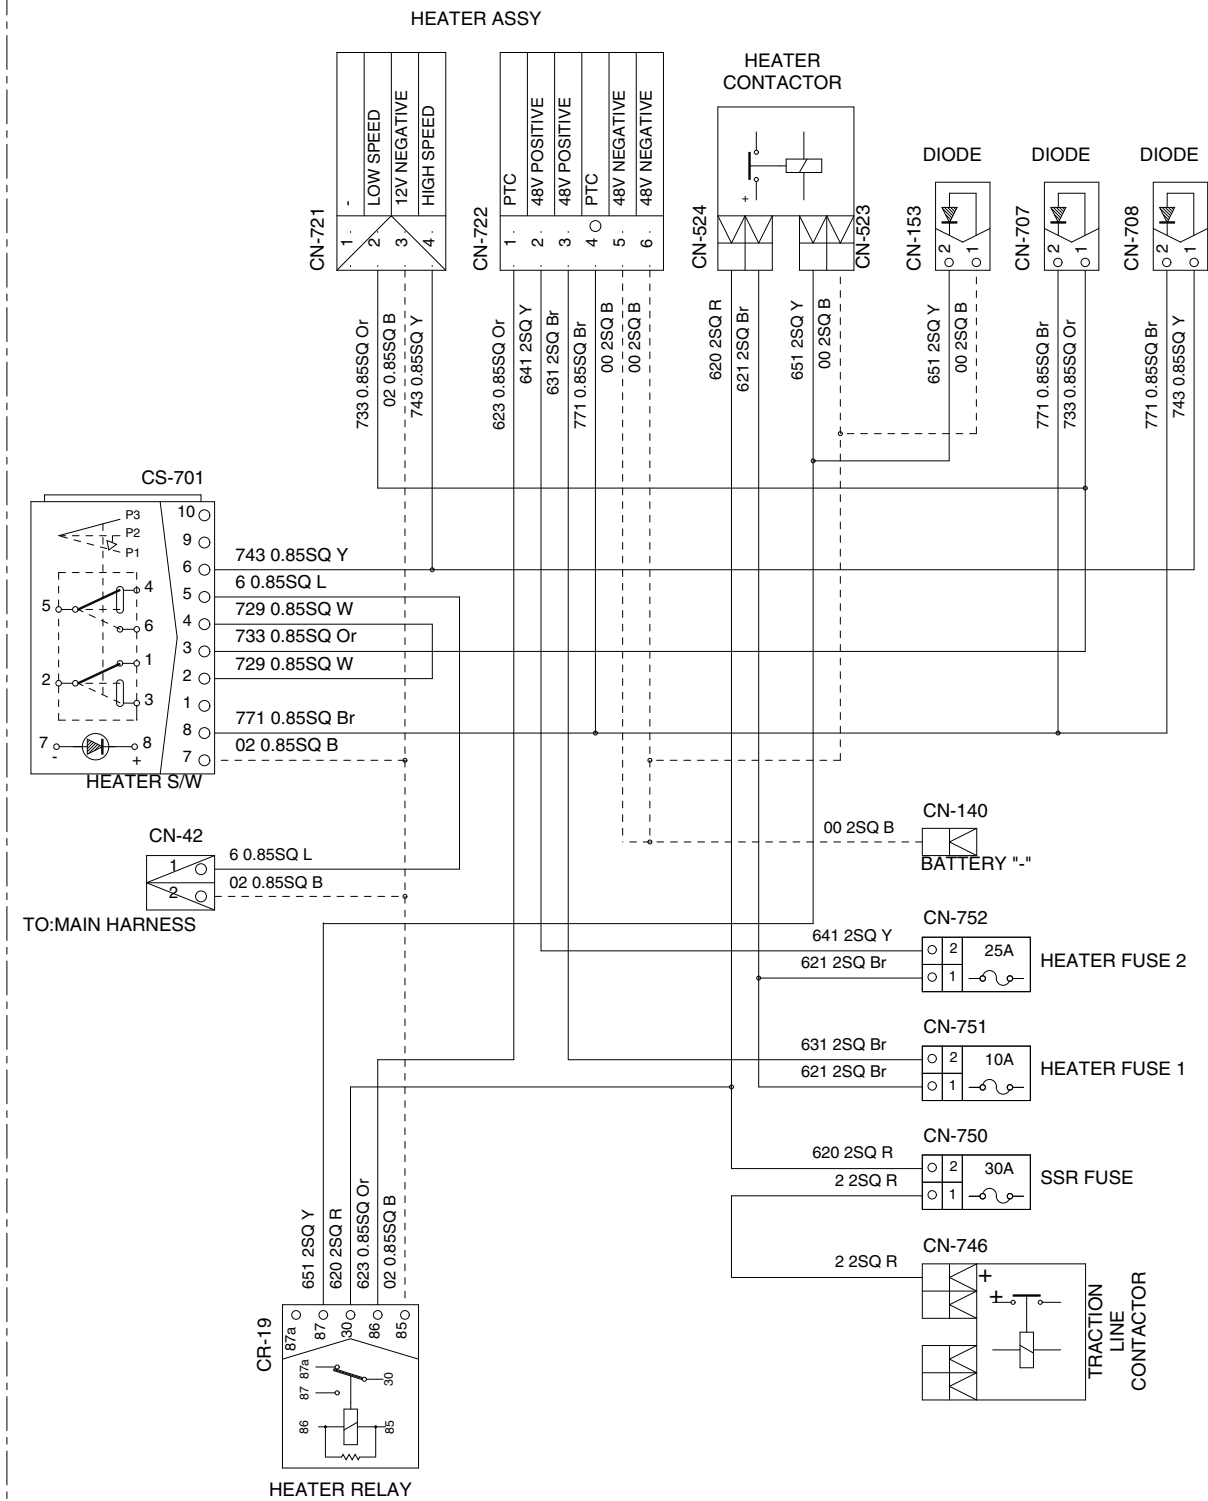 HEATER ASSY
HEATER
CONTACTOR
DIODE
DIODE
DIODE
-
LOW SPEED
12V NEGATIVE
HIGH SPEED
PTC
48V POSITIVE
48V POSITIVE
PTC
48V NEGATIVE
48V NEGATIVE
+
CN-721
1
2
3
4
CN-722
1
2
3
4
5
6
CN-524
CN-523
CN-153
2
1
CN-707
2
1
CN-708
2
1
733 0.85SQ Or
02 0.85SQ B
743 0.85SQ Y
623 0.85SQ Or
641 2SQ Y
631 2SQ Br
771 0.85SQ Br
00 2SQ B
00 2SQ B
620 2SQ R
621 2SQ Br
651 2SQ Y
00 2SQ B
651 2SQ Y
00 2SQ B
771 0.85SQ Br
733 0.85SQ Or
771 0.85SQ Br
743 0.85SQ Y
CS-701
P3
P2
P1
5
4
6
2
1
3
7
-
8
+
10
9
6
5
4
3
2
1
8
7
743 0.85SQ Y
6 0.85SQ L
729 0.85SQ W
733 0.85SQ Or
729 0.85SQ W
771 0.85SQ Br
02 0.85SQ B
HEATER S/W
CN-42
1
2
6 0.85SQ L
02 0.85SQ B
TO:MAIN HARNESS
00 2SQ B
CN-140
BATTERY "-"
CN-752
641 2SQ Y
621 2SQ Br
2
1
25A
HEATER FUSE 2
CN-751
631 2SQ Br
621 2SQ Br
2
1
10A
HEATER FUSE 1
CN-750
620 2SQ R
2 2SQ R
2
1
30A
SSR FUSE
CN-746
2 2SQ R
+
+
TRACTION
LINE
CONTACTOR
651 2SQ Y
620 2SQ R
623 0.85SQ Or
02 0.85SQ B
CR-19
87a
87
30
86
85
87a
87
30
86
85
HEATER RELAY